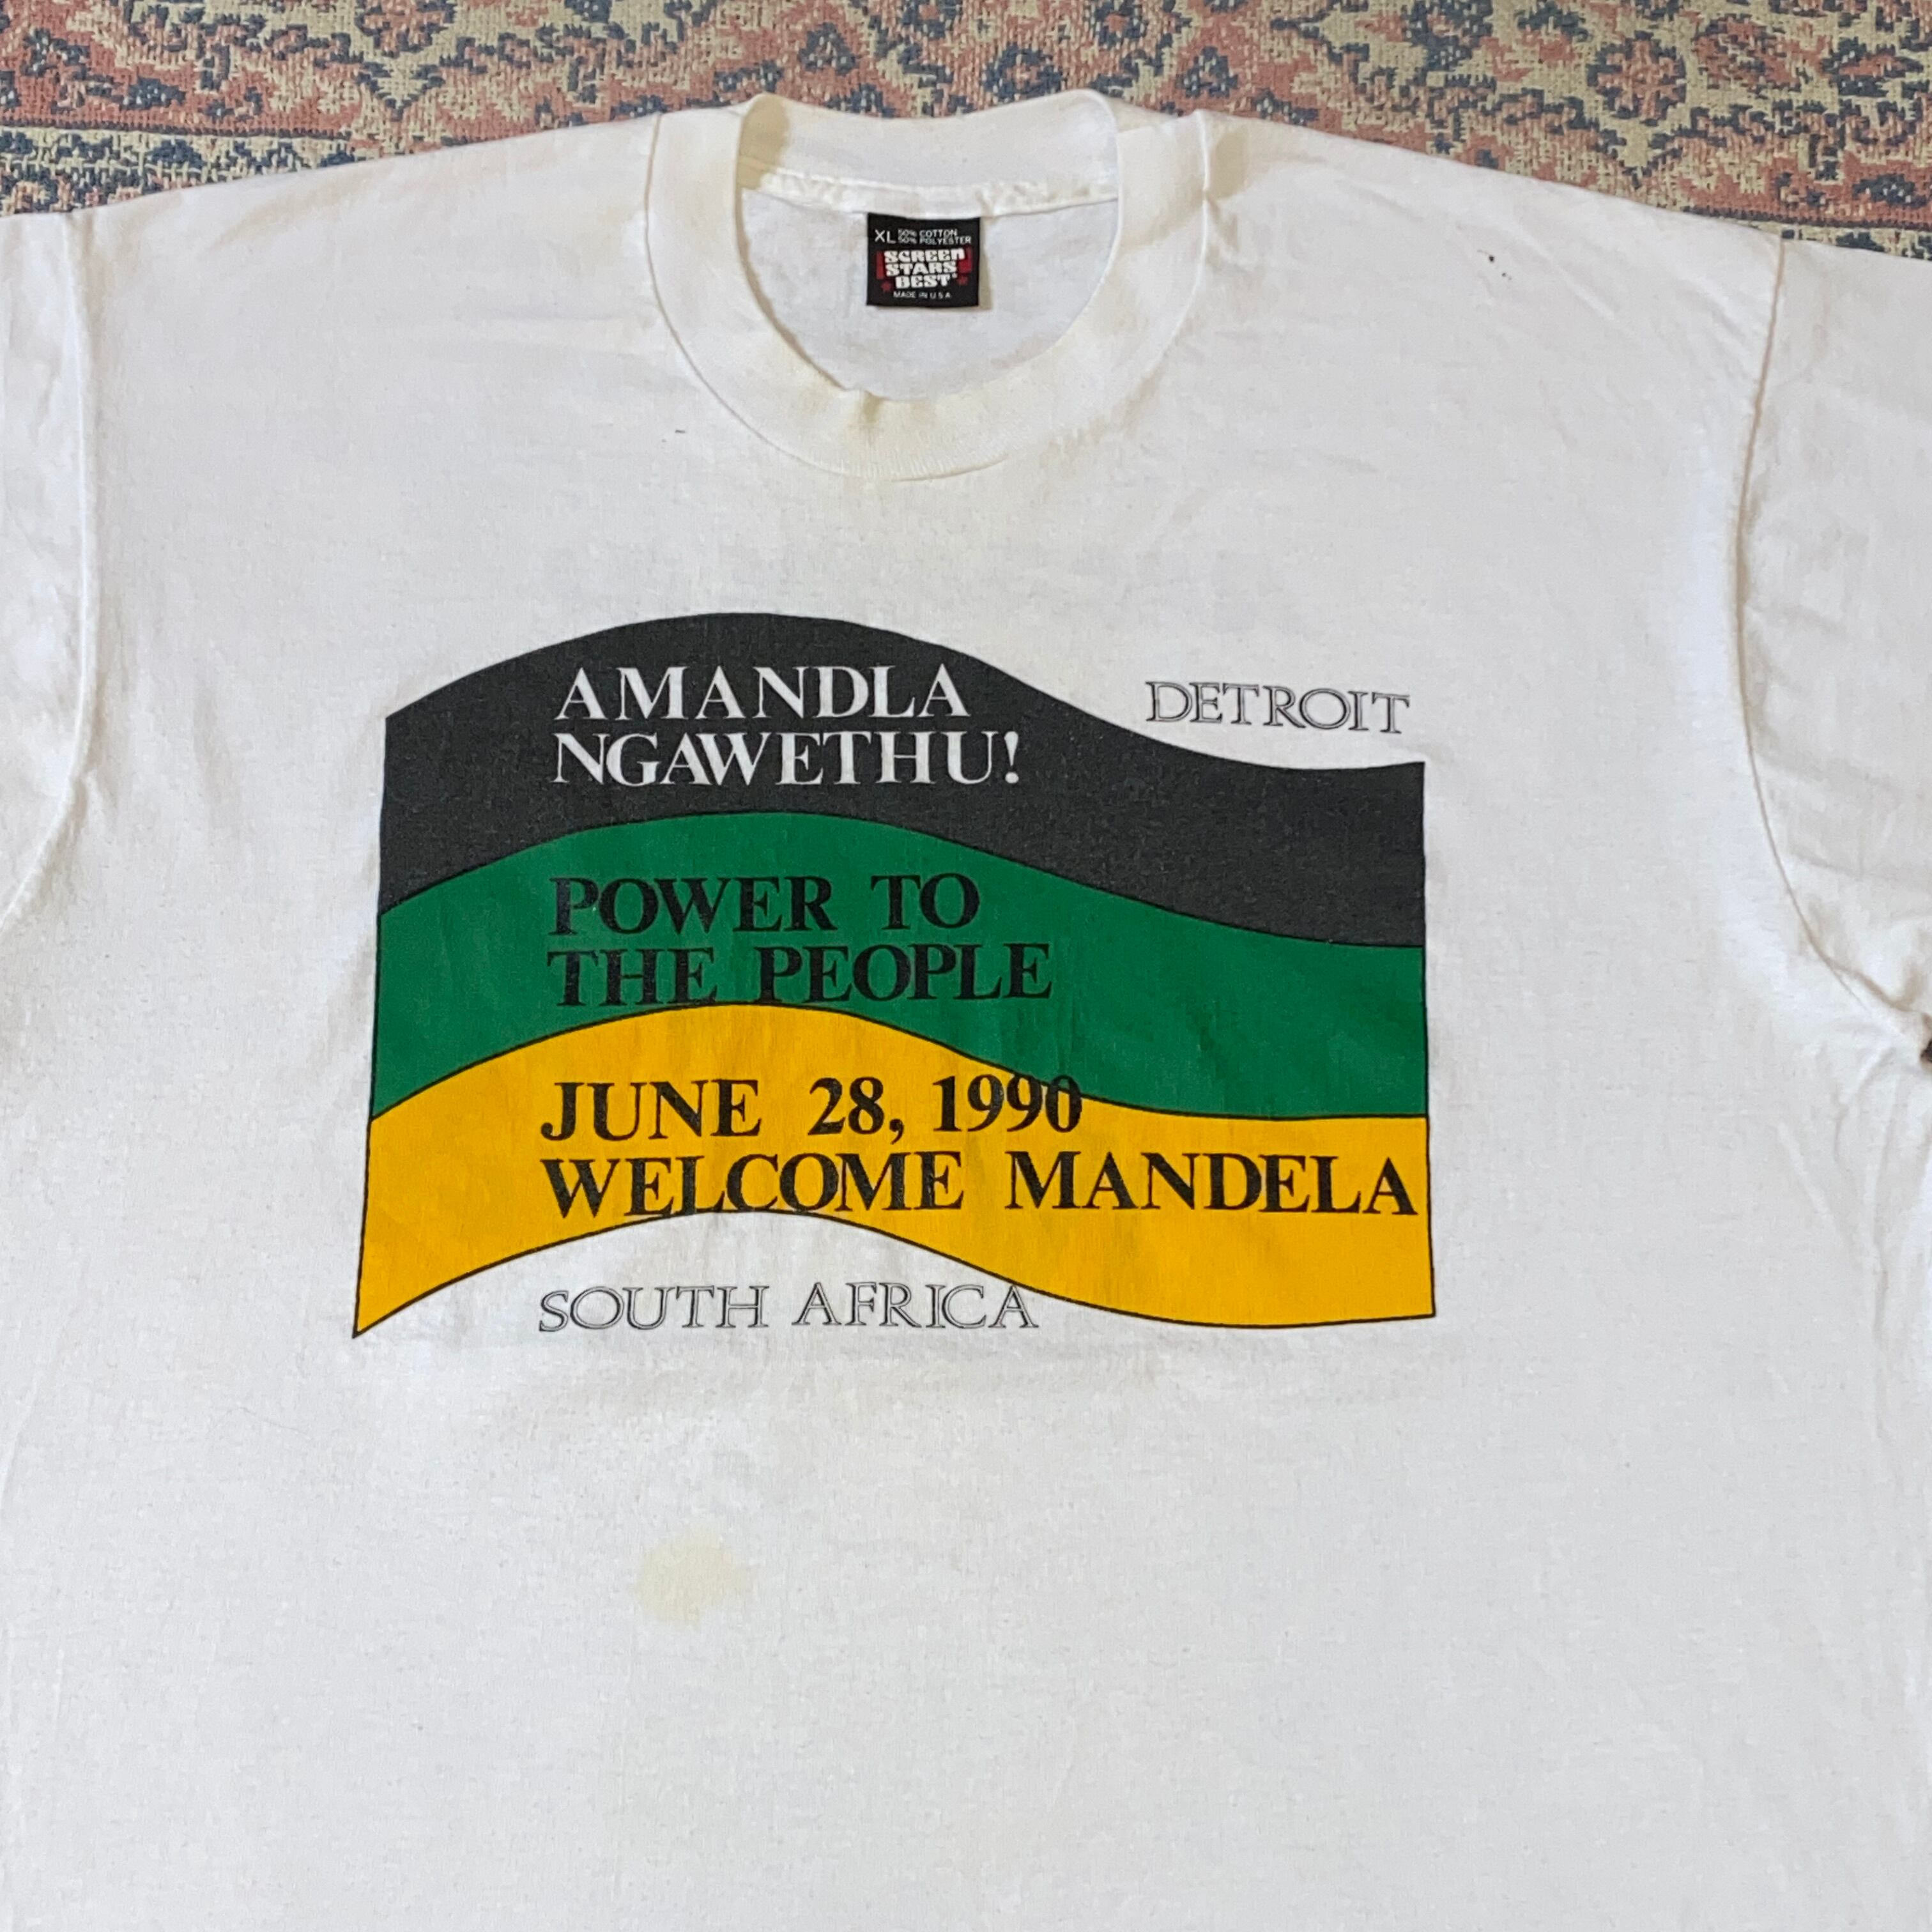 XL 50% COTTON
50% POLYESTER
SCREEN
STARS
BEST
MADE IN U S A
AMANDLA
NGAWETHU!
DETROIT
POWER TO
THE PEOPLE
JUNE 28, 1990
WELCOME MANDELA
SOUTH AFRICA